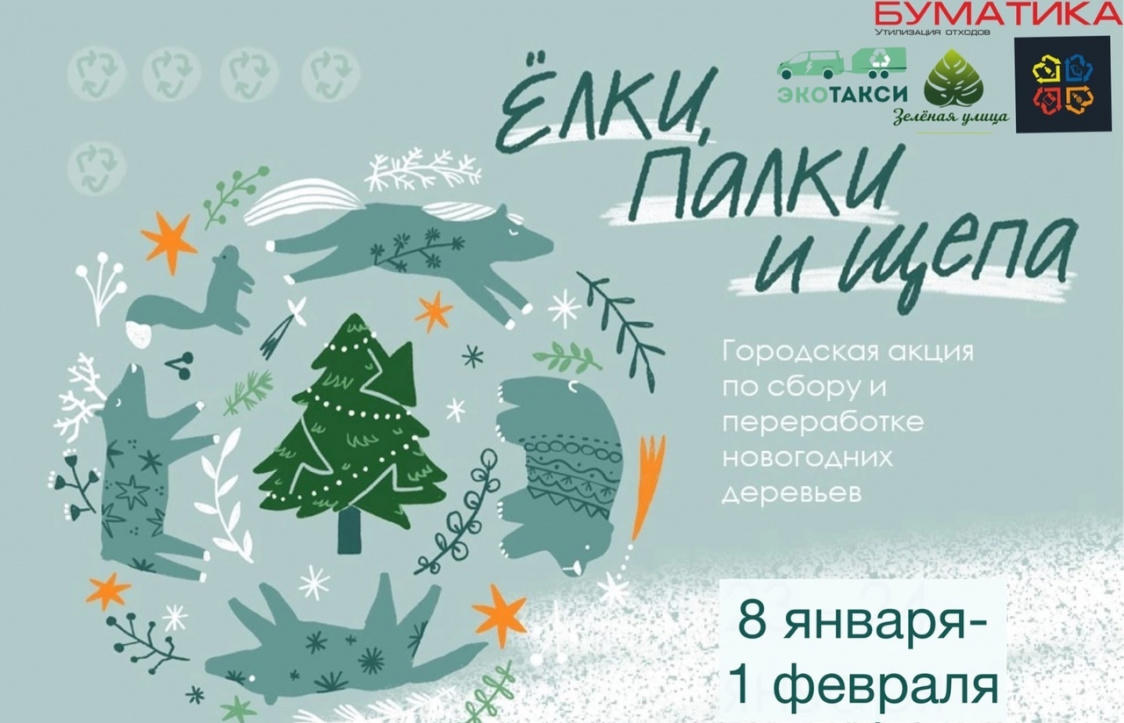 БУМАТИКА
Утилизация отходов
ЭКОТАКСИ
Зелёная улица
Ёлки,
палки
и щепа
Городская акция
по сбору и
переработке
новогодних
деревьев
8 января-
1 февраля